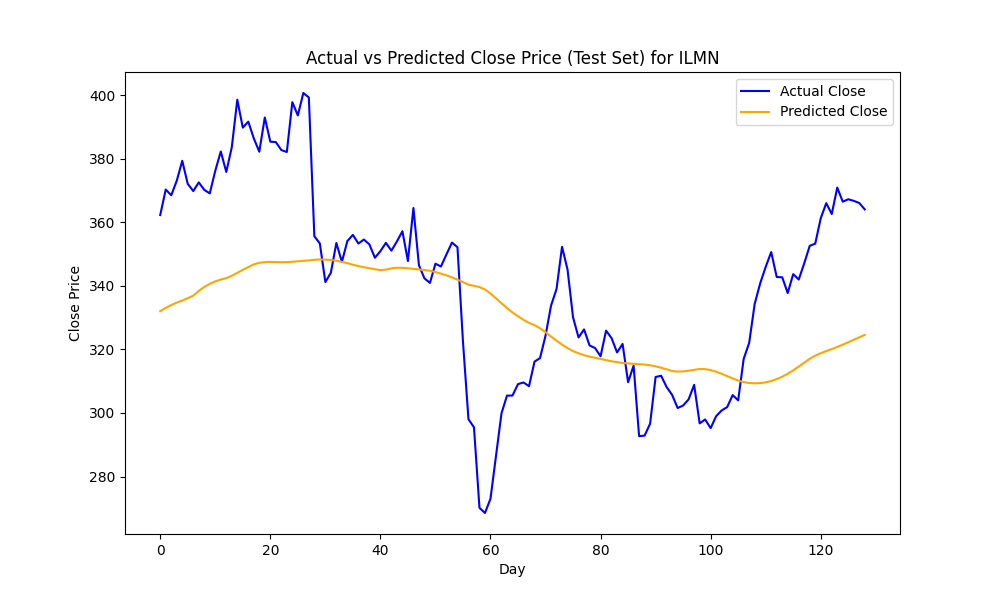 Actual vs Predicted Close Price (Test Set) for ILMN
Actual Close
Predicted Close
Close Price
400
380
360
340
320
300
280
0 20 40 60 80 100 120
Day